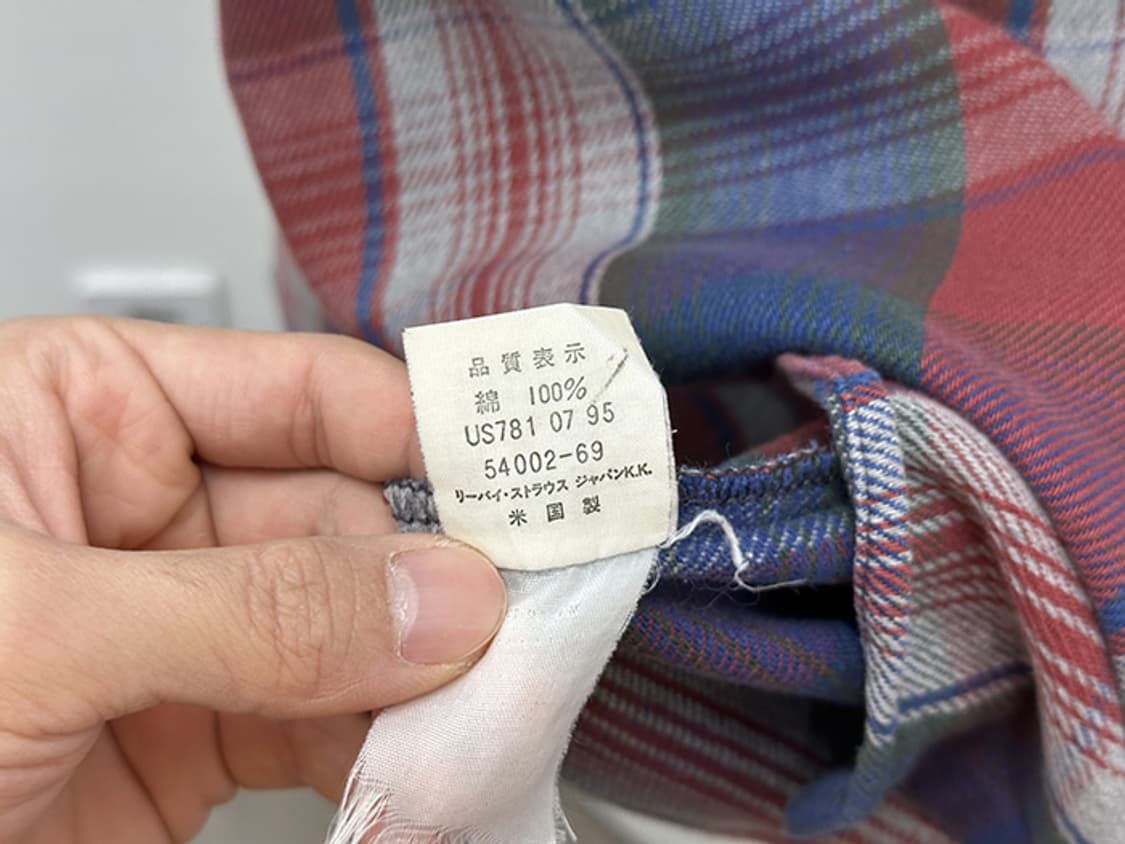 品質表示
綿 100%
US781 07 95
54002-69
リーバイ・ストラウス ジャパンK.K.
米国製